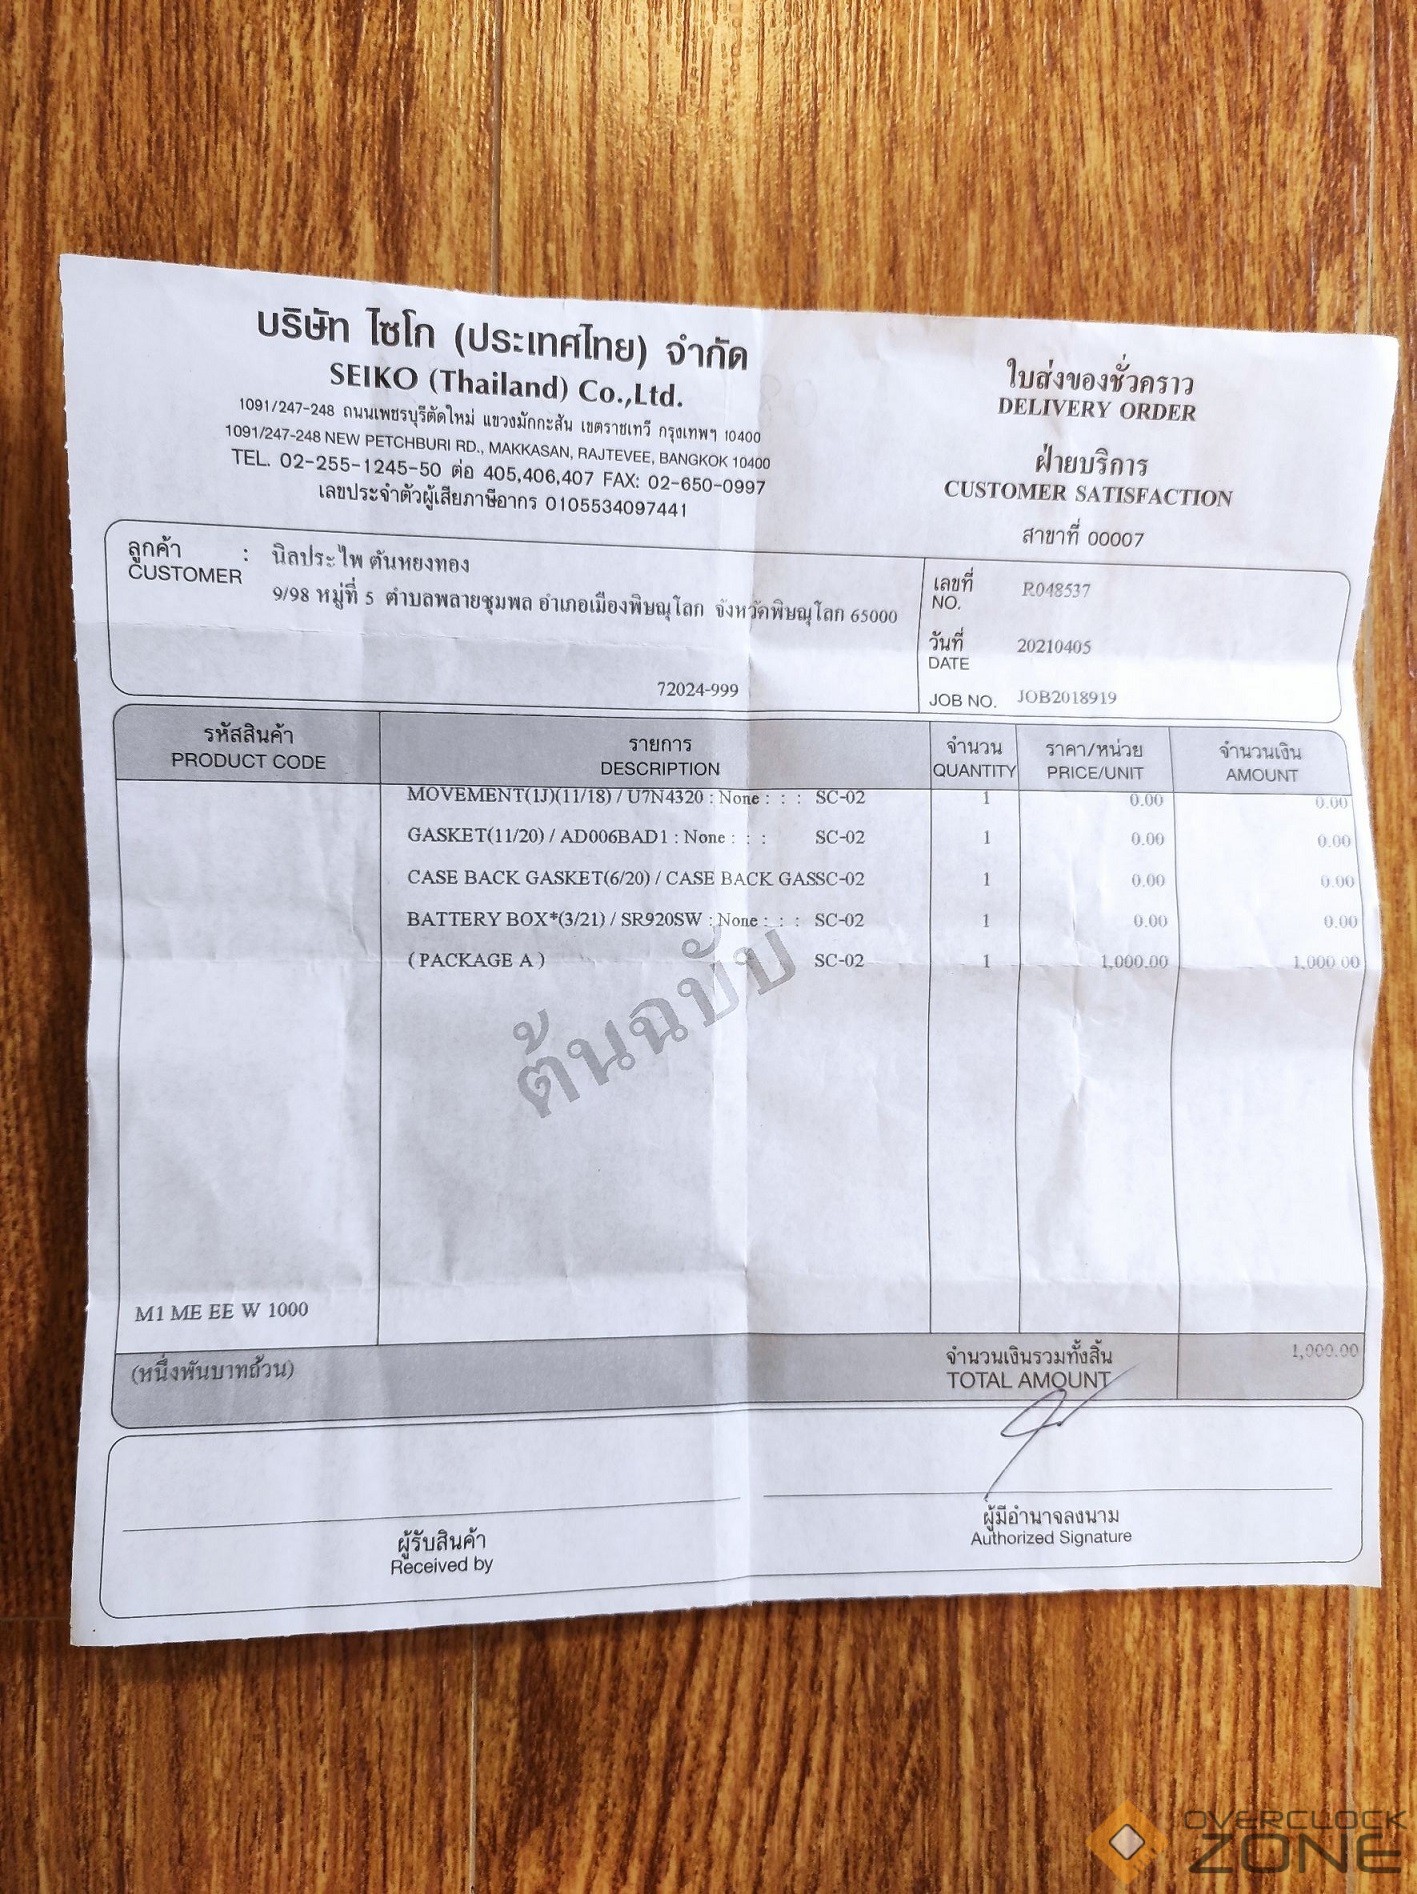 บริษัท ไซโก (ประเทศไทย) จำกัด
SEIKO (Thailand) Co.,Ltd.
1091/247-248 ถนนเพชรบุรีตัดใหม่ แขวงมักกะสัน เขตราชเทวี กรุงเทพฯ 10400
1091/247-248 NEW PETCHBURI RD., MAKKASAN, RAJTEVEE, BANGKOK 10400
TEL. 02-255-1245-50 ต่อ 405,406,407 FAX: 02-650-0997
เลขประจำตัวผู้เสียภาษีอากร 0105534097441
ใบส่งของชั่วคราว
DELIVERY ORDER
ฝ่ายบริการ
CUSTOMER SATISFACTION
สาขาที่ 00007
ลูกค้า : นิลประไพ ตันหยงทอง
CUSTOMER
9/98 หมู่ที่ 5 ตำบลพลายชุมพล อำเภอเมืองพิษณุโลก จังหวัดพิษณุโลก 65000
72024-999
เลขที่ R048537
NO.
วันที่ 20210405
DATE
JOB NO. JOB2018919
รหัสสินค้า รายการ จำนวน ราคา/หน่วย จำนวนเงิน
PRODUCT CODE DESCRIPTION QUANTITY PRICE/UNIT AMOUNT
MOVEMENT(1J)(11/18) / U7N4320 : None : : : SC-02 1 0.00 0.00
GASKET(11/20) / AD006BAD1 : None : : : SC-02 1 0.00 0.00
CASE BACK GASKET(6/20) / CASE BACK GASSC-02 1 0.00 0.00
BATTERY BOX*(3/21) / SR920SW : None : : : SC-02 1 0.00 0.00
( PACKAGE A ) SC-02 1 1,000.00 1,000.00
ต้นฉบับ
M1 ME EE W 1000
(หนึ่งพันบาทถ้วน) จำนวนเงินรวมทั้งสิ้น 1,000.00
TOTAL AMOUNT
ผู้รับสินค้า
Received by
ผู้มีอำนาจลงนาม
Authorized Signature
OVERCLOCK
ZONE